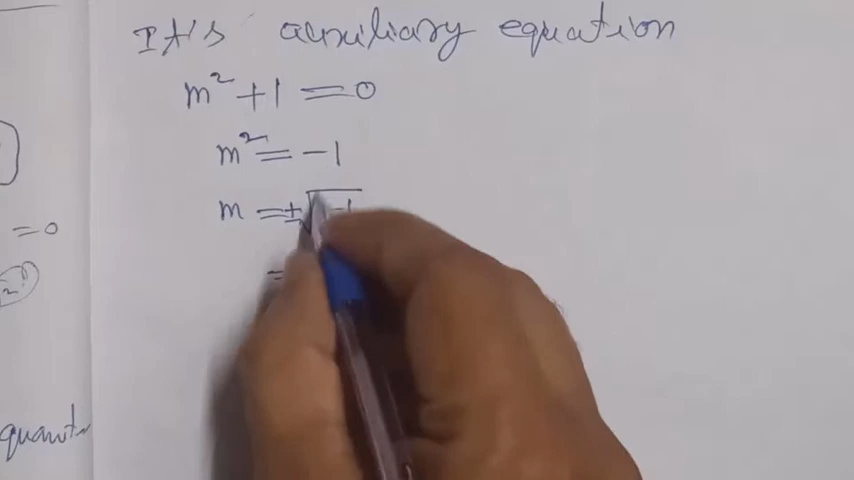 It's auxiliary equation
m² + 1 = 0
m² = -1
m = ±√-1
=
= 0